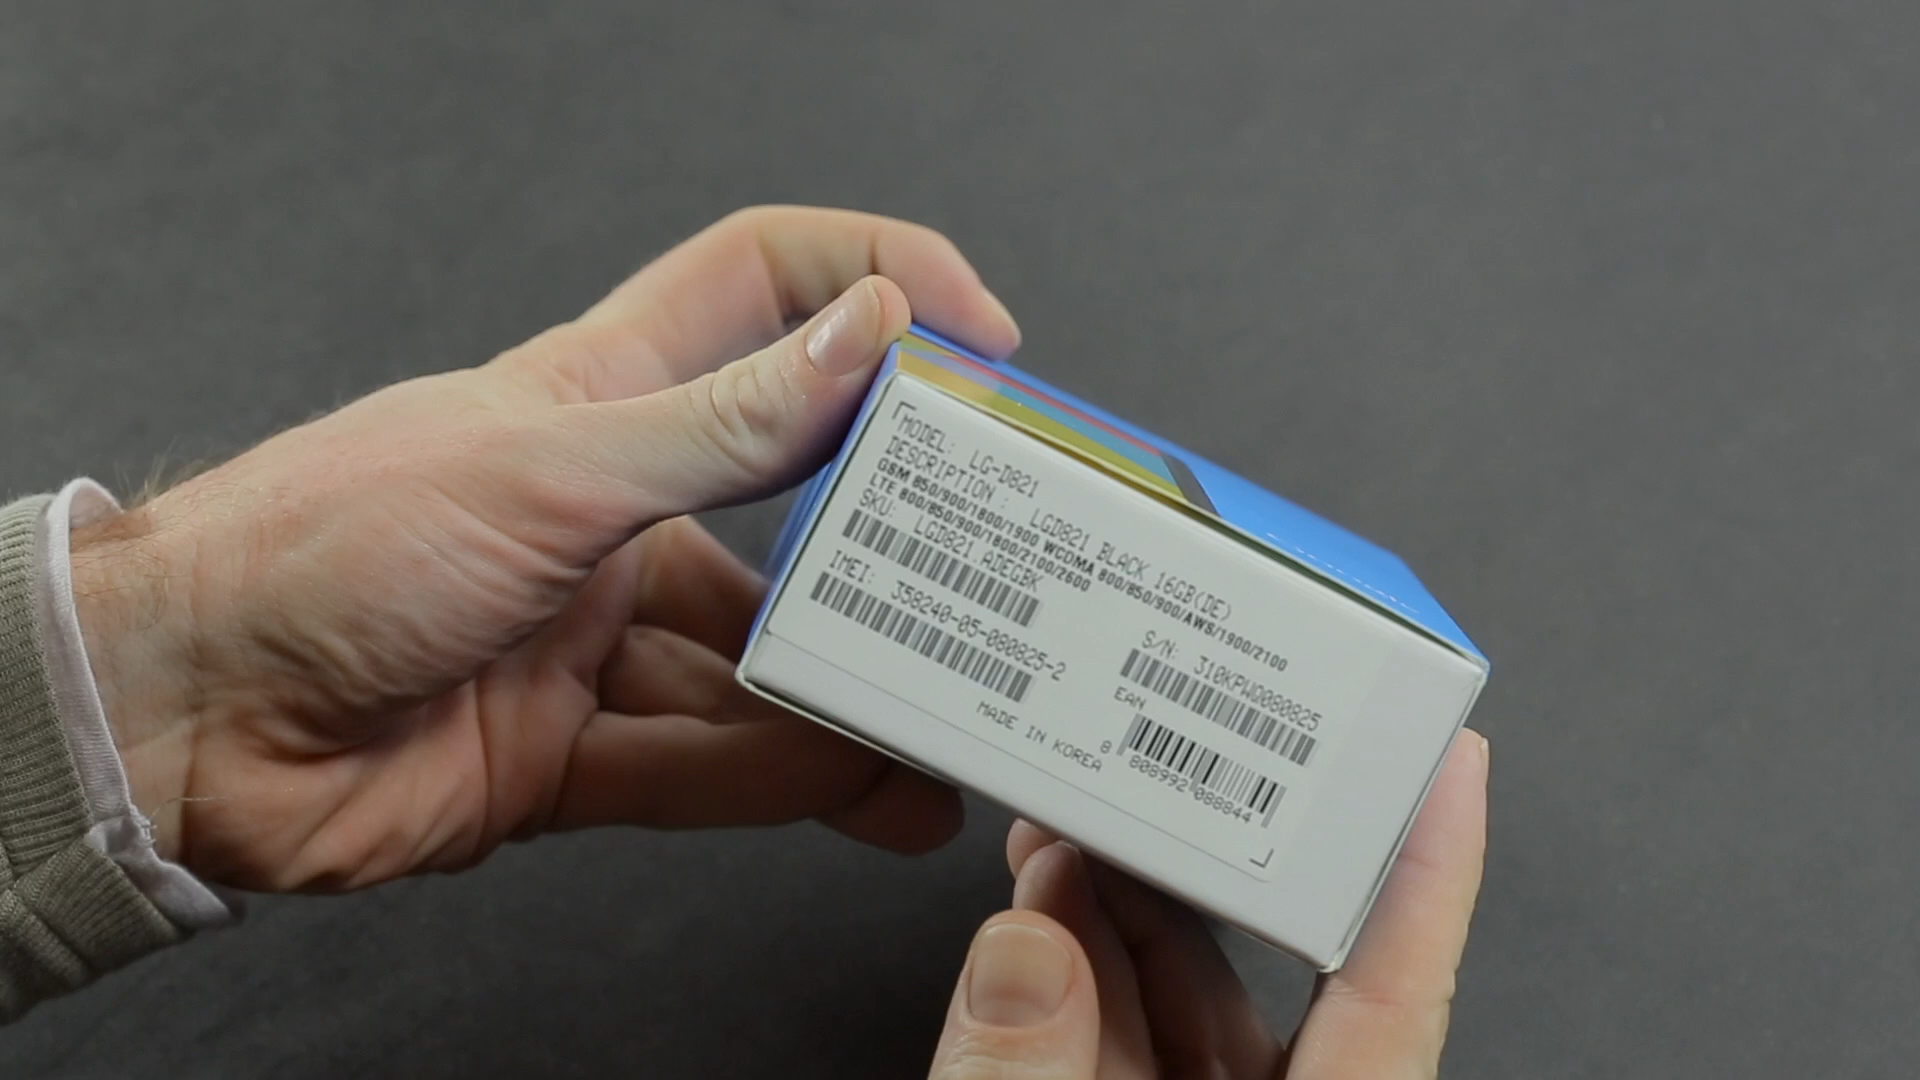 MODEL: LG-D821
DESCRIPTION : LGD821 BLACK 16GB(DE)
GSM 850/900/1800/1900 WCDMA 800/850/900/AWS/1900/2100
LTE 800/850/900/1800/2100/2600
SKU: LGD821.ADEGBK
IMEI: 358240-05-080825-2
S/N: 310KPWQ080825
EAN
8 808992 088844
MADE IN KOREA